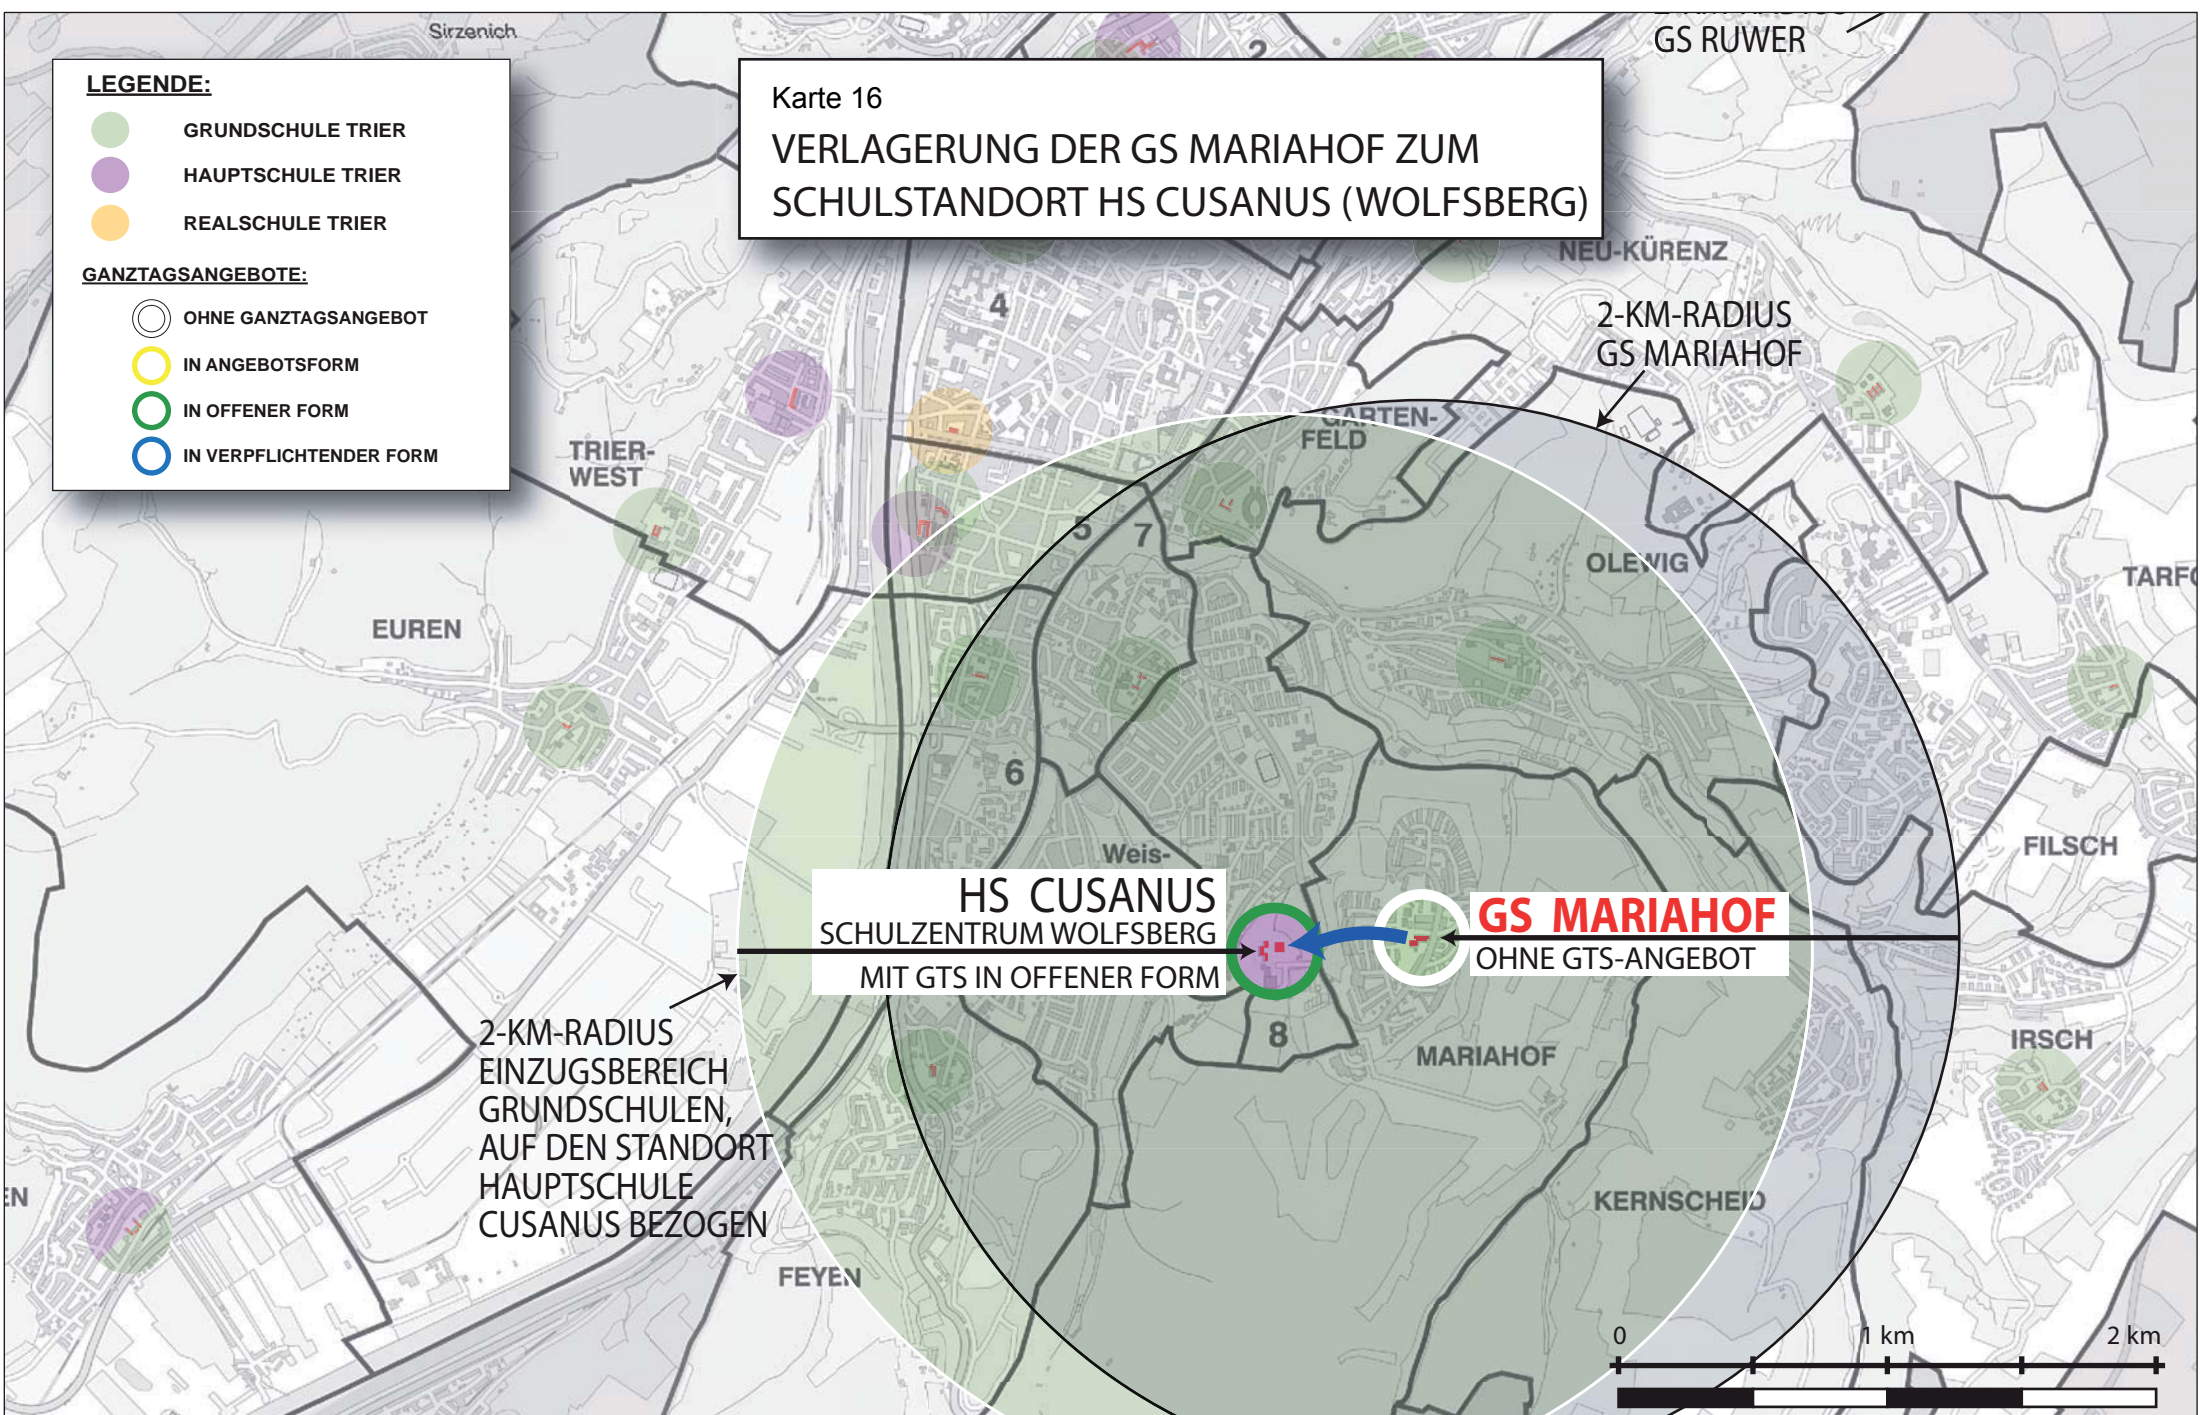 Sirzenich
2
GS RUWER
LEGENDE:
GRUNDSCHULE TRIER
HAUPTSCHULE TRIER
REALSCHULE TRIER
GANZTAGSANGEBOTE:
OHNE GANZTAGSANGEBOT
IN ANGEBOTSFORM
IN OFFENER FORM
IN VERPFLICHTENDER FORM
Karte 16
VERLAGERUNG DER GS MARIAHOF ZUM
SCHULSTANDORT HS CUSANUS (WOLFSBERG)
NEU-KÜRENZ
4
2-KM-RADIUS
GS MARIAHOF
GARTEN-
FELD
TRIER-
WEST
5
7
OLEWIG
TARFO
EUREN
6
Weis-
FILSCH
HS CUSANUS
SCHULZENTRUM WOLFSBERG
MIT GTS IN OFFENER FORM
GS MARIAHOF
OHNE GTS-ANGEBOT
2-KM-RADIUS
EINZUGSBEREICH
GRUNDSCHULEN,
AUF DEN STANDORT
HAUPTSCHULE
CUSANUS BEZOGEN
8
MARIAHOF
IRSCH
EN
KERNSCHEID
FEYEN
0 1 km 2 km